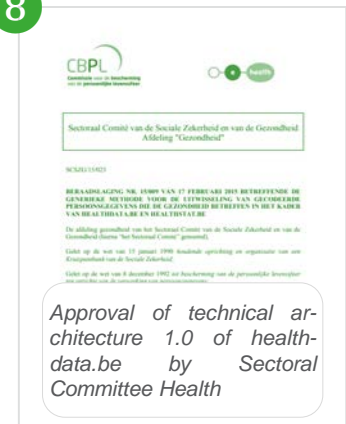 8
CBPL
Commissie voor de bescherming
van de persoonlijke levenssfeer
e-health
Sectoraal Comité van de Sociale Zekerheid en van de Gezondheid
Afdeling "Gezondheid"
SCSZG/15/025
BERAADSLAGING NR. 15/009 VAN 17 FEBRUARI 2015 BETREFFENDE DE
GENERIEKE METHODE VOOR DE UITWISSELING VAN GECODEERDE
PERSOONSGEGEVENS DIE DE GEZONDHEID BETREFFEN IN HET KADER
VAN HEALTHDATA.BE EN HEALTHSTAT.BE
De afdeling gezondheid van het Sectoraal Comité van de Sociale Zekerheid en van de
Gezondheid (hierna "het Sectoraal Comité" genoemd),
Gelet op de wet van 15 januari 1990 houdende oprichting en organisatie van een
Kruispuntbank van de Sociale Zekerheid;
Gelet op de wet van 8 december 1992 tot bescherming van de persoonlijke levenssfeer
Approval of technical ar-
chitecture 1.0 of health-
data.be by Sectoral
Committee Health